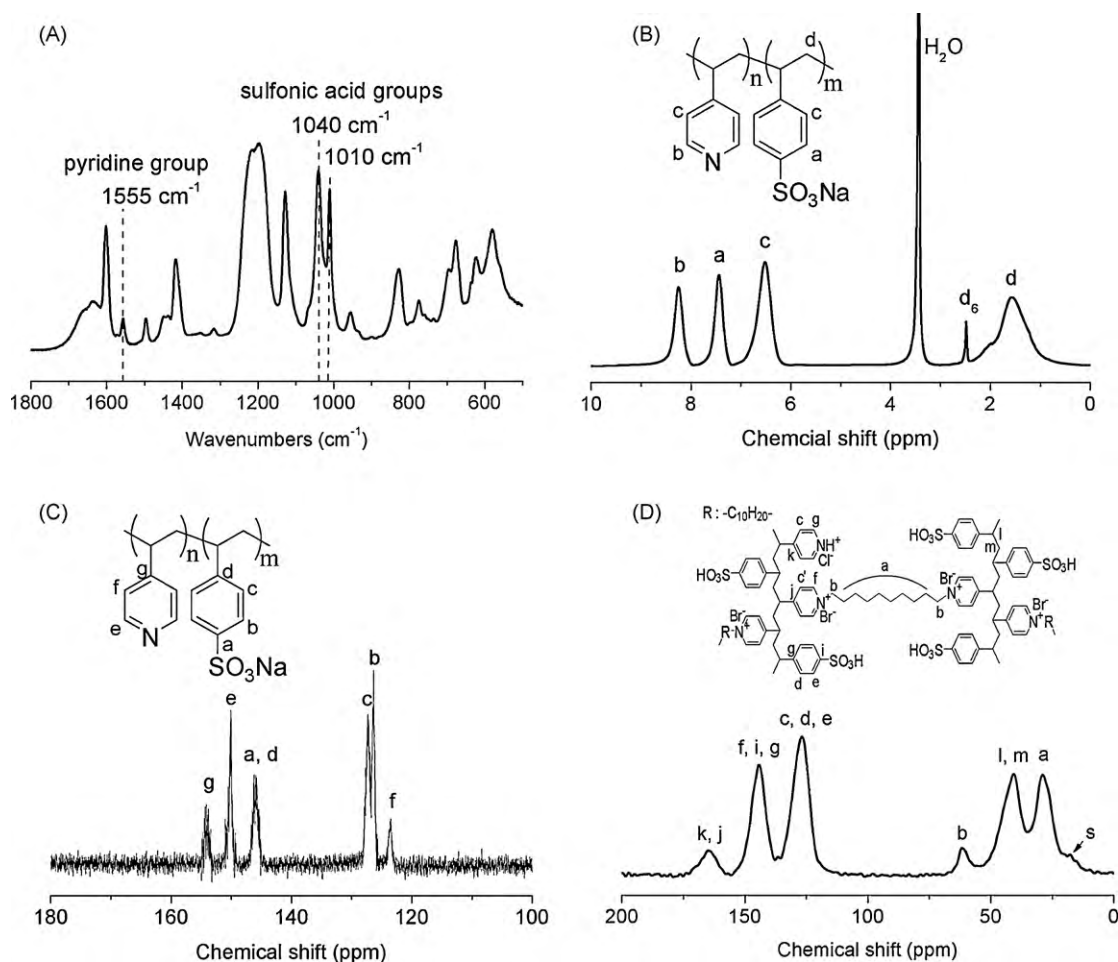 (A)
sulfonic acid groups
1040 cm-1
1010 cm-1
pyridine group
1555 cm-1
1800 1600 1400 1200 1000 800 600
Wavenumbers (cm-1)
(B)
d
n
m
c
c
b
a
N
SO3Na
H2O
b
a
c
d6
d
10 8 6 4 2 0
Chemcial shift (ppm)
(C)
n
m
g
d
f
c
e
b
N
a
SO3Na
g
e
a, d
c
b
f
180 160 140 120 100
Chemical shift (ppm)
(D)
R : -C10H20-
c g
k
NH+
Cl-
HO3S
c' f
j
N+
Br-
b
a
b
Br-
N+
Br-
R
N+
g
i
SO3H
d
e
HO3S
l
m
SO3H
Br-
N+
R
HO3S
k, j
f, i, g
c, d, e
b
l, m
a
s
200 150 100 50 0
Chemical shift (ppm)